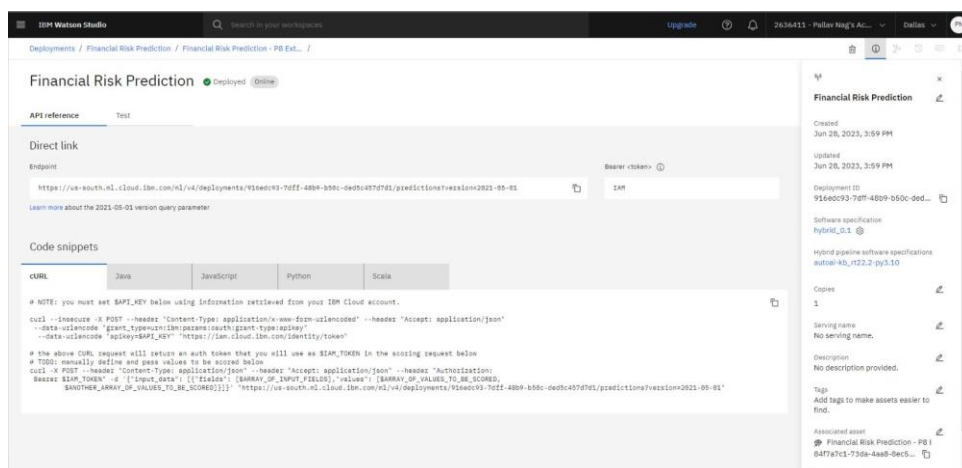 IBM Watson Studio
Search in your workspaces
Upgrade
2636411 - Pallav Nag's Ac...
Dallas
Deployments / Financial Risk Prediction / Financial Risk Prediction - P8 Ext... /
Financial Risk Prediction
Deployed
Online
API reference
Test
Direct link
Endpoint
Bearer <token>
https://us-south.ml.cloud.ibm.com/ml/v4/deployments/916edc93-7dff-48b9-b50c-ded5c457d7d1/predictions?version=2021-05-01
IAM
Learn more about the 2021-05-01 version query parameter
Code snippets
cURL
Java
JavaScript
Python
Scala
# NOTE: you must set $API_KEY below using information retrieved from your IBM Cloud account.
curl --insecure -X POST --header "Content-Type: application/x-www-form-urlencoded" --header "Accept: application/json"
--data-urlencode "grant_type=urn:ibm:params:oauth:grant-type:apikey"
--data-urlencode "apikey=$API_KEY" "https://iam.cloud.ibm.com/identity/token"
# the above CURL request will return an auth token that you will use as $IAM_TOKEN in the scoring request below
# TODO: manually define and pass values to be scored below
curl -X POST --header "Content-Type: application/json" --header "Accept: application/json" --header "Authorization:
Bearer $IAM_TOKEN" -d '{"input_data": [{"fields": [$ARRAY_OF_INPUT_FIELDS],"values": [$ARRAY_OF_VALUES_TO_BE_SCORED,
$ANOTHER_ARRAY_OF_VALUES_TO_BE_SCORED]}]}' "https://us-south.ml.cloud.ibm.com/ml/v4/deployments/916edc93-7dff-48b9-b50c-ded5c457d7d1/predictions?version=2021-05-01"
Financial Risk Prediction
Created
Jun 28, 2023, 3:59 PM
Updated
Jun 28, 2023, 3:59 PM
Deployment ID
916edc93-7dff-48b9-b50c-ded...
Software specification
hybrid_0.1
Hybrid pipeline software specifications
autoai-kb_rt22.2-py3.10
Copies
1
Serving name
No serving name.
Description
No description provided.
Tags
Add tags to make assets easier to
find.
Associated asset
Financial Risk Prediction - P8
84f7a7c1-73da-4aa8-8ec5...